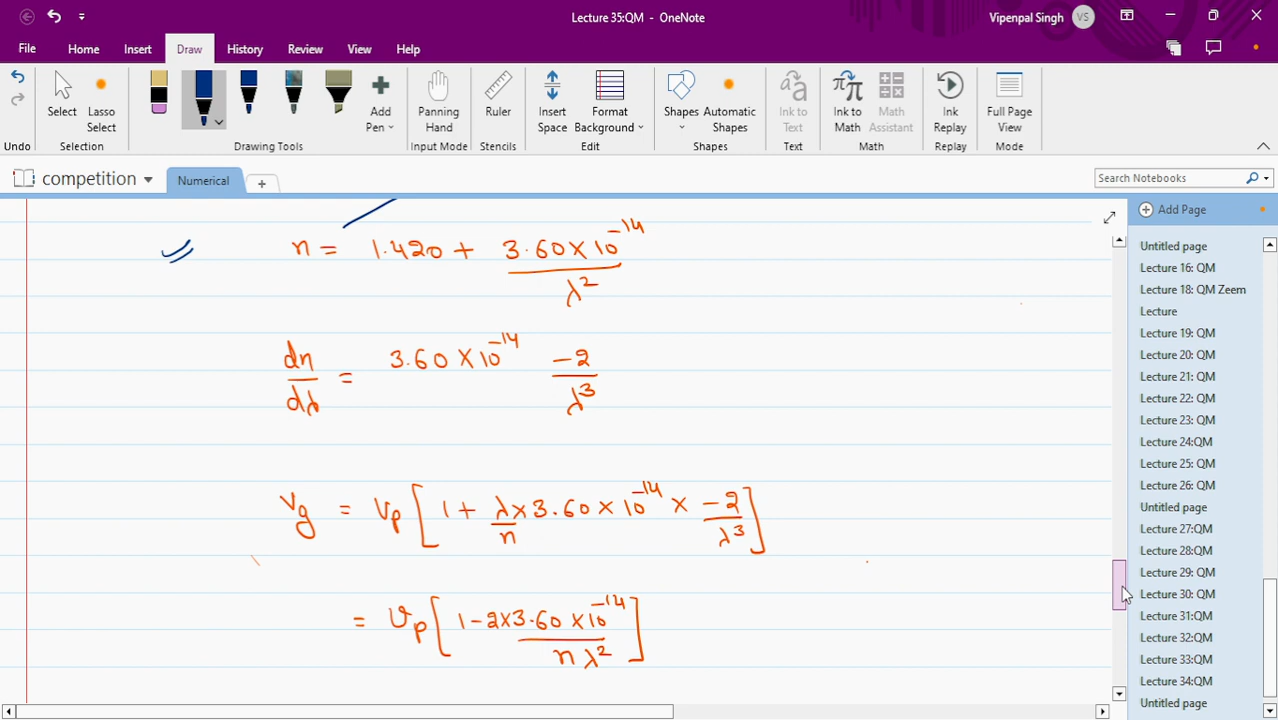 Lecture 35:QM - OneNote
Vipenpal Singh VS
File Home Insert Draw History Review View Help
Select Lasso Select Add Pen Panning Hand Ruler Insert Space Format Background Shapes Automatic Shapes Ink to Text Ink to Math Math Assistant Ink Replay Full Page View
Undo Selection Drawing Tools Input Mode Stencils Edit Shapes Text Math Replay Mode
competition Numerical + Search Notebooks
Add Page
n = 1.420 + 3.60×10⁻¹⁴/λ²
dn/dλ = 3.60×10⁻¹⁴ -2/λ³
Vg = Vp[1 + λ/n × 3.60×10⁻¹⁴ × -2/λ³]
= Vp[1 - 2×3.60×10⁻¹⁴/nλ²]
Untitled page
Lecture 16: QM
Lecture 18: QM Zeem
Lecture
Lecture 19: QM
Lecture 20: QM
Lecture 21: QM
Lecture 22: QM
Lecture 23: QM
Lecture 24:QM
Lecture 25: QM
Lecture 26: QM
Untitled page
Lecture 27:QM
Lecture 28:QM
Lecture 29: QM
Lecture 30: QM
Lecture 31:QM
Lecture 32:QM
Lecture 33:QM
Lecture 34:QM
Untitled page